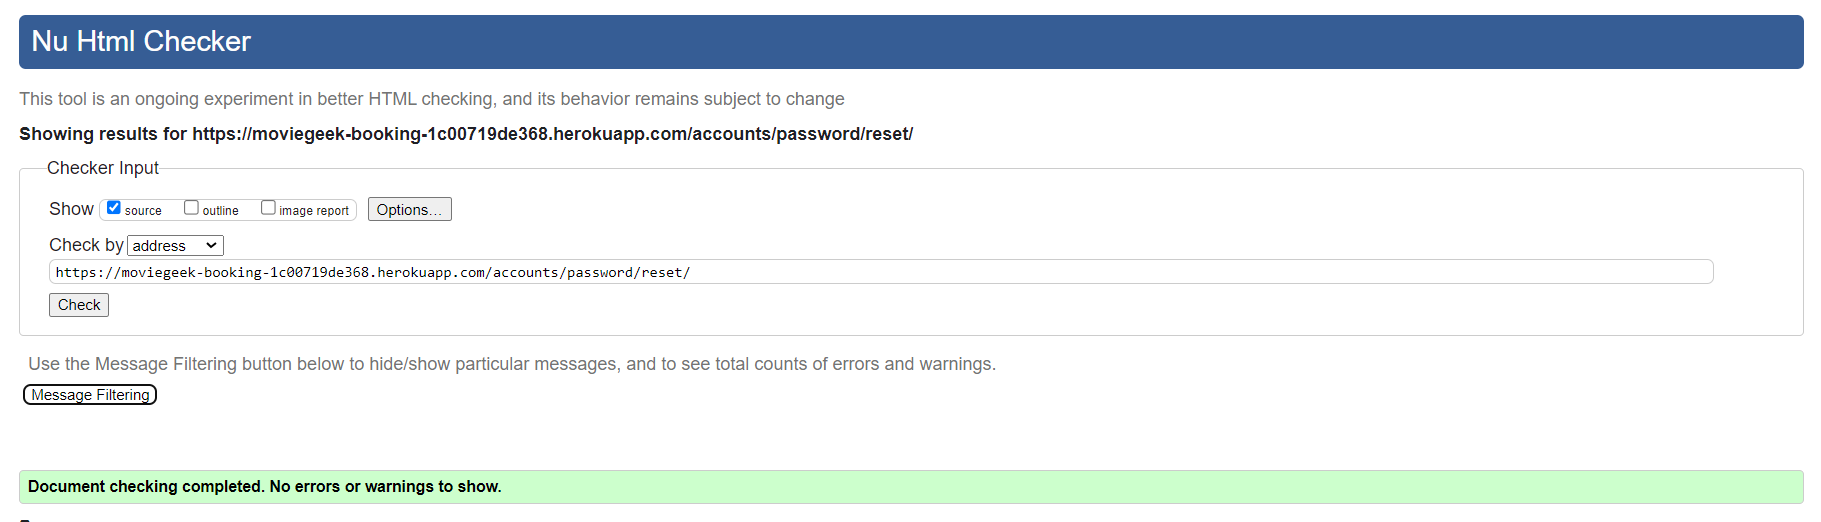 Nu Html Checker
This tool is an ongoing experiment in better HTML checking, and its behavior remains subject to change
Showing results for https://moviegeek-booking-1c00719de368.herokuapp.com/accounts/password/reset/
Checker Input
Show source outline image report Options...
Check by address
https://moviegeek-booking-1c00719de368.herokuapp.com/accounts/password/reset/
Check
Use the Message Filtering button below to hide/show particular messages, and to see total counts of errors and warnings.
Message Filtering
Document checking completed. No errors or warnings to show.